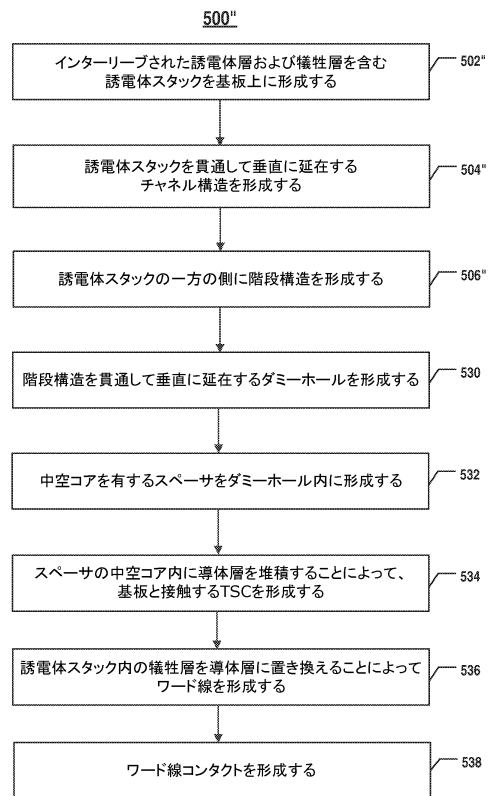 500"
インターリーブされた誘電体層および犠牲層を含む
誘電体スタックを基板上に形成する
502"
誘電体スタックを貫通して垂直に延在する
チャネル構造を形成する
504"
誘電体スタックの一方の側に階段構造を形成する
506"
階段構造を貫通して垂直に延在するダミーホールを形成する
530
中空コアを有するスペーサをダミーホール内に形成する
532
スペーサの中空コア内に導体層を堆積することによって、
基板と接触するTSCを形成する
534
誘電体スタック内の犠牲層を導体層に置き換えることによって
ワード線を形成する
536
ワード線コンタクトを形成する
538